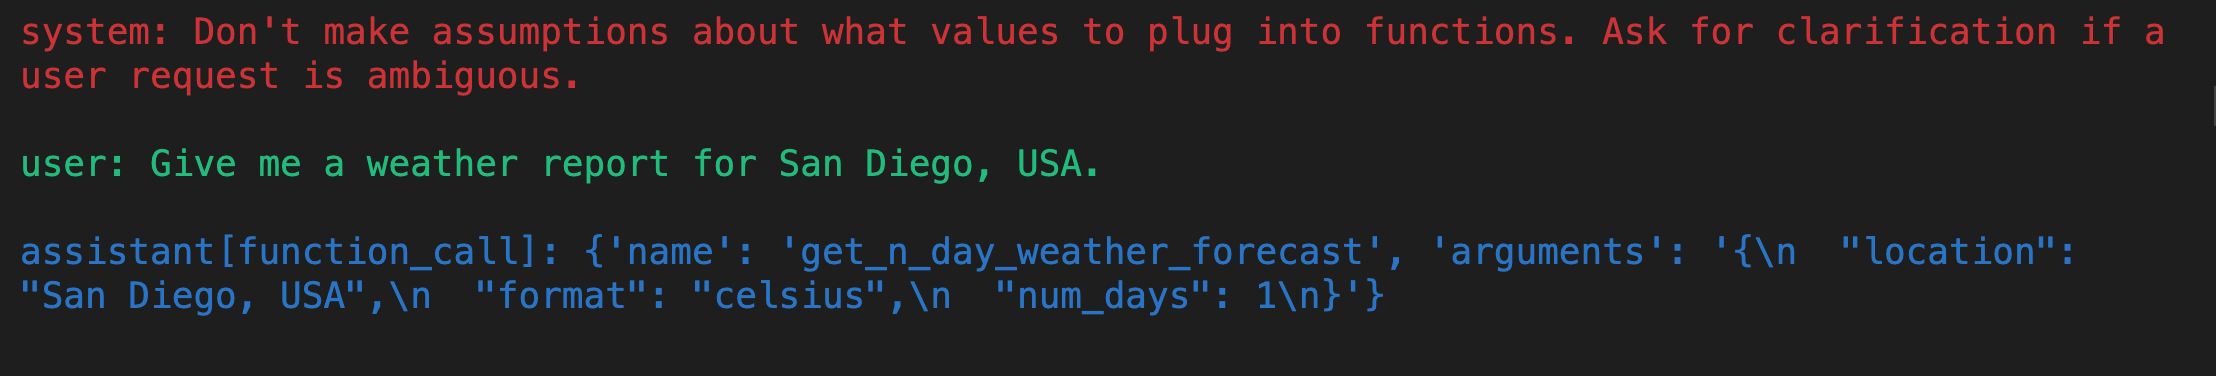 system: Don't make assumptions about what values to plug into functions. Ask for clarification if a
user request is ambiguous.
user: Give me a weather report for San Diego, USA.
assistant[function_call]: {'name': 'get_n_day_weather_forecast', 'arguments': '{\n  "location":
"San Diego, USA",\n  "format": "celsius",\n  "num_days": 1\n}'}